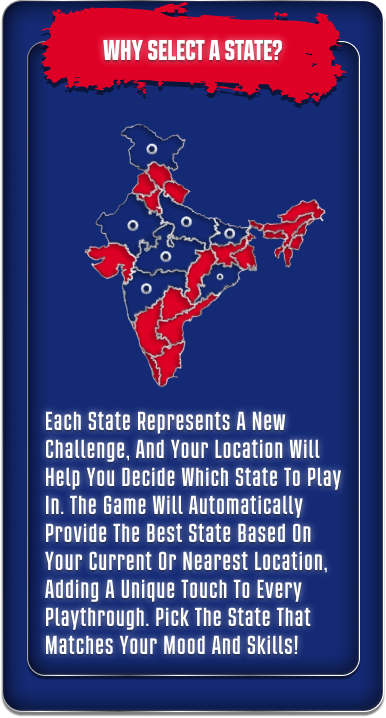 WHY SELECT A STATE?
Each State Represents A New
Challenge, And Your Location Will
Help You Decide Which State To Play
In. The Game Will Automatically
Provide The Best State Based On
Your Current Or Nearest Location,
Adding A Unique Touch To Every
Playthrough. Pick The State That
Matches Your Mood And Skills!